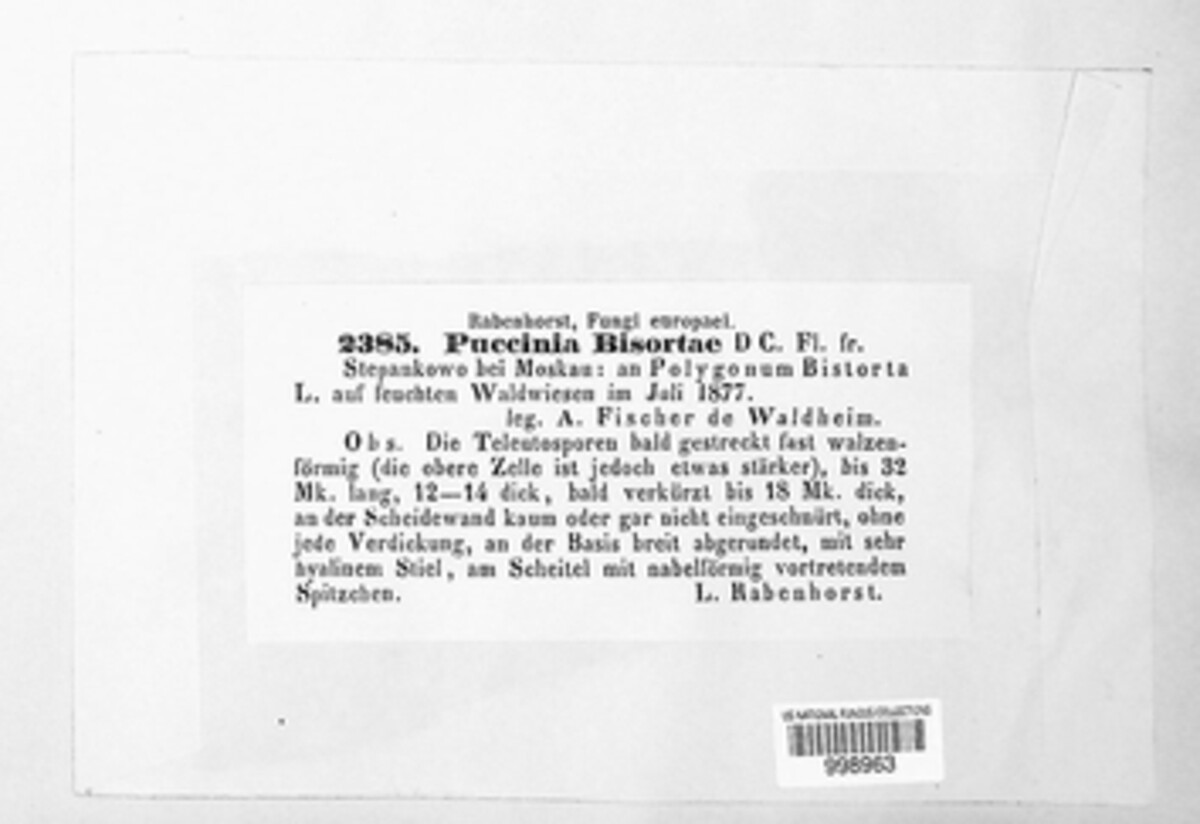 Rabenhorst, Fungi europaei.
2385. Puccinia Bisortae DC. Fl. fr.
Stepankowo bei Moskau: an Polygonum Bistorta
L. auf feuchten Waldwiesen im Juli 1877.
leg. A. Fischer de Waldheim.
Obs. Die Teleutosporen bald gestreckt fast walzen-
förmig (die obere Zelle ist jedoch etwas stärker), bis 32
Mk. lang, 12—14 dick, bald verkürzt bis 18 Mk. dick,
an der Scheidewand kaum oder gar nicht eingeschnürt, ohne
jede Verdickung, an der Basis breit abgerundet, mit sehr
hyalinem Stiel, am Scheitel mit nabelförmig vortretendem
Spitzchen. L. Rabenhorst.
US NATIONAL FUNGUS COLLECTIONS
998963